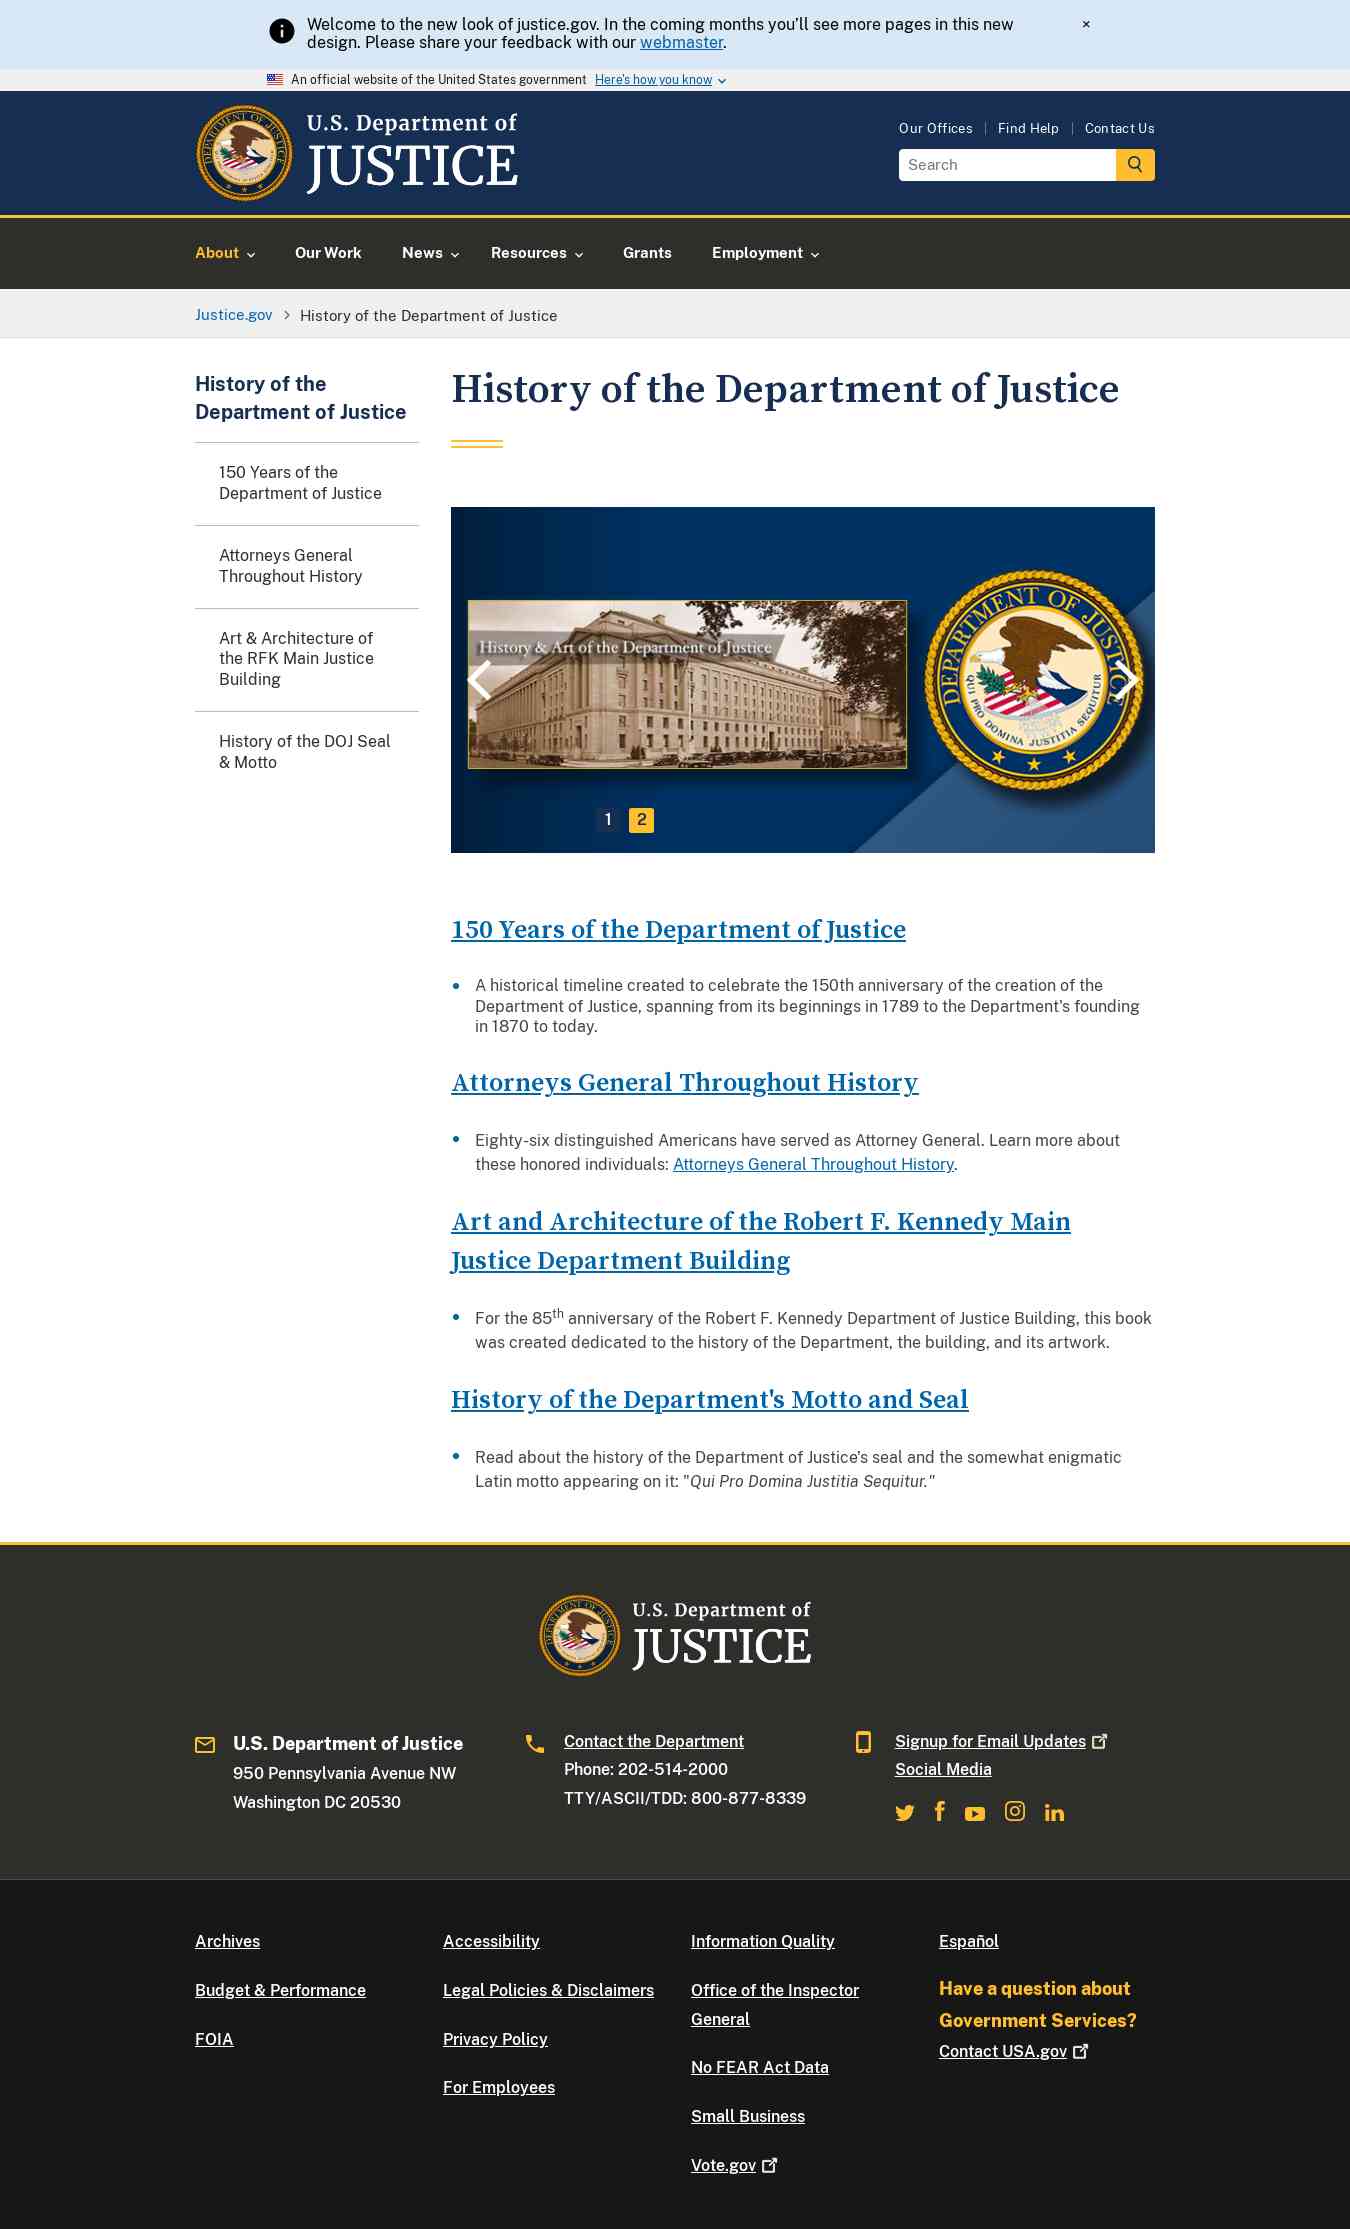 Welcome to the new look of justice.gov. In the coming months you'll see more pages in this new
design. Please share your feedback with our webmaster.
×
An official website of the United States government Here's how you know
U.S. Department of
JUSTICE
Our Offices
Find Help
Contact Us
Search
About
Our Work
News
Resources
Grants
Employment
Justice.gov
History of the Department of Justice
History of the
Department of Justice
150 Years of the
Department of Justice
Attorneys General
Throughout History
Art & Architecture of
the RFK Main Justice
Building
History of the DOJ Seal
& Motto
History of the Department of Justice
History & Art of the Department of Justice
DEPARTMENT OF JUSTICE
QUI PRO DOMINA JUSTITIA SEQUITUR
1
2
150 Years of the Department of Justice
A historical timeline created to celebrate the 150th anniversary of the creation of the
Department of Justice, spanning from its beginnings in 1789 to the Department's founding
in 1870 to today.
Attorneys General Throughout History
Eighty-six distinguished Americans have served as Attorney General. Learn more about
these honored individuals: Attorneys General Throughout History.
Art and Architecture of the Robert F. Kennedy Main
Justice Department Building
For the 85th anniversary of the Robert F. Kennedy Department of Justice Building, this book
was created dedicated to the history of the Department, the building, and its artwork.
History of the Department's Motto and Seal
Read about the history of the Department of Justice's seal and the somewhat enigmatic
Latin motto appearing on it: "Qui Pro Domina Justitia Sequitur."
U.S. Department of
JUSTICE
U.S. Department of Justice
950 Pennsylvania Avenue NW
Washington DC 20530
Contact the Department
Phone: 202-514-2000
TTY/ASCII/TDD: 800-877-8339
Signup for Email Updates
Social Media
Archives
Budget & Performance
FOIA
Accessibility
Legal Policies & Disclaimers
Privacy Policy
For Employees
Information Quality
Office of the Inspector
General
No FEAR Act Data
Small Business
Vote.gov
Español
Have a question about
Government Services?
Contact USA.gov